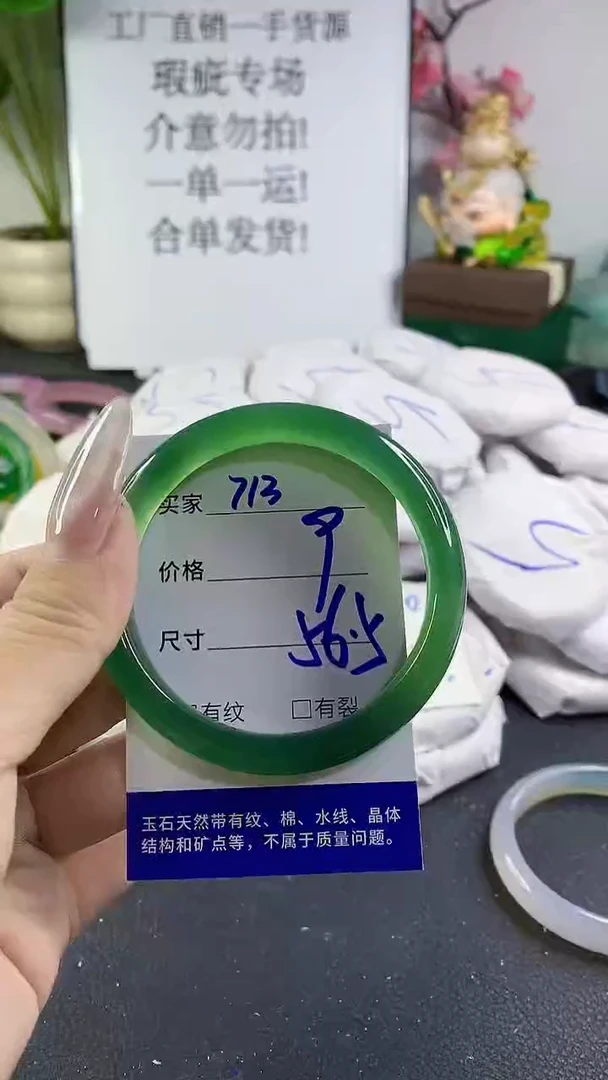 工厂直销一手货源
瑕疵专场
介意勿拍!
一单一运!
合单发货!
买家 713
价格
尺寸 56.5
有纹 □有裂
玉石天然带有纹、棉、水线、晶体
结构和矿点等，不属于质量问题。